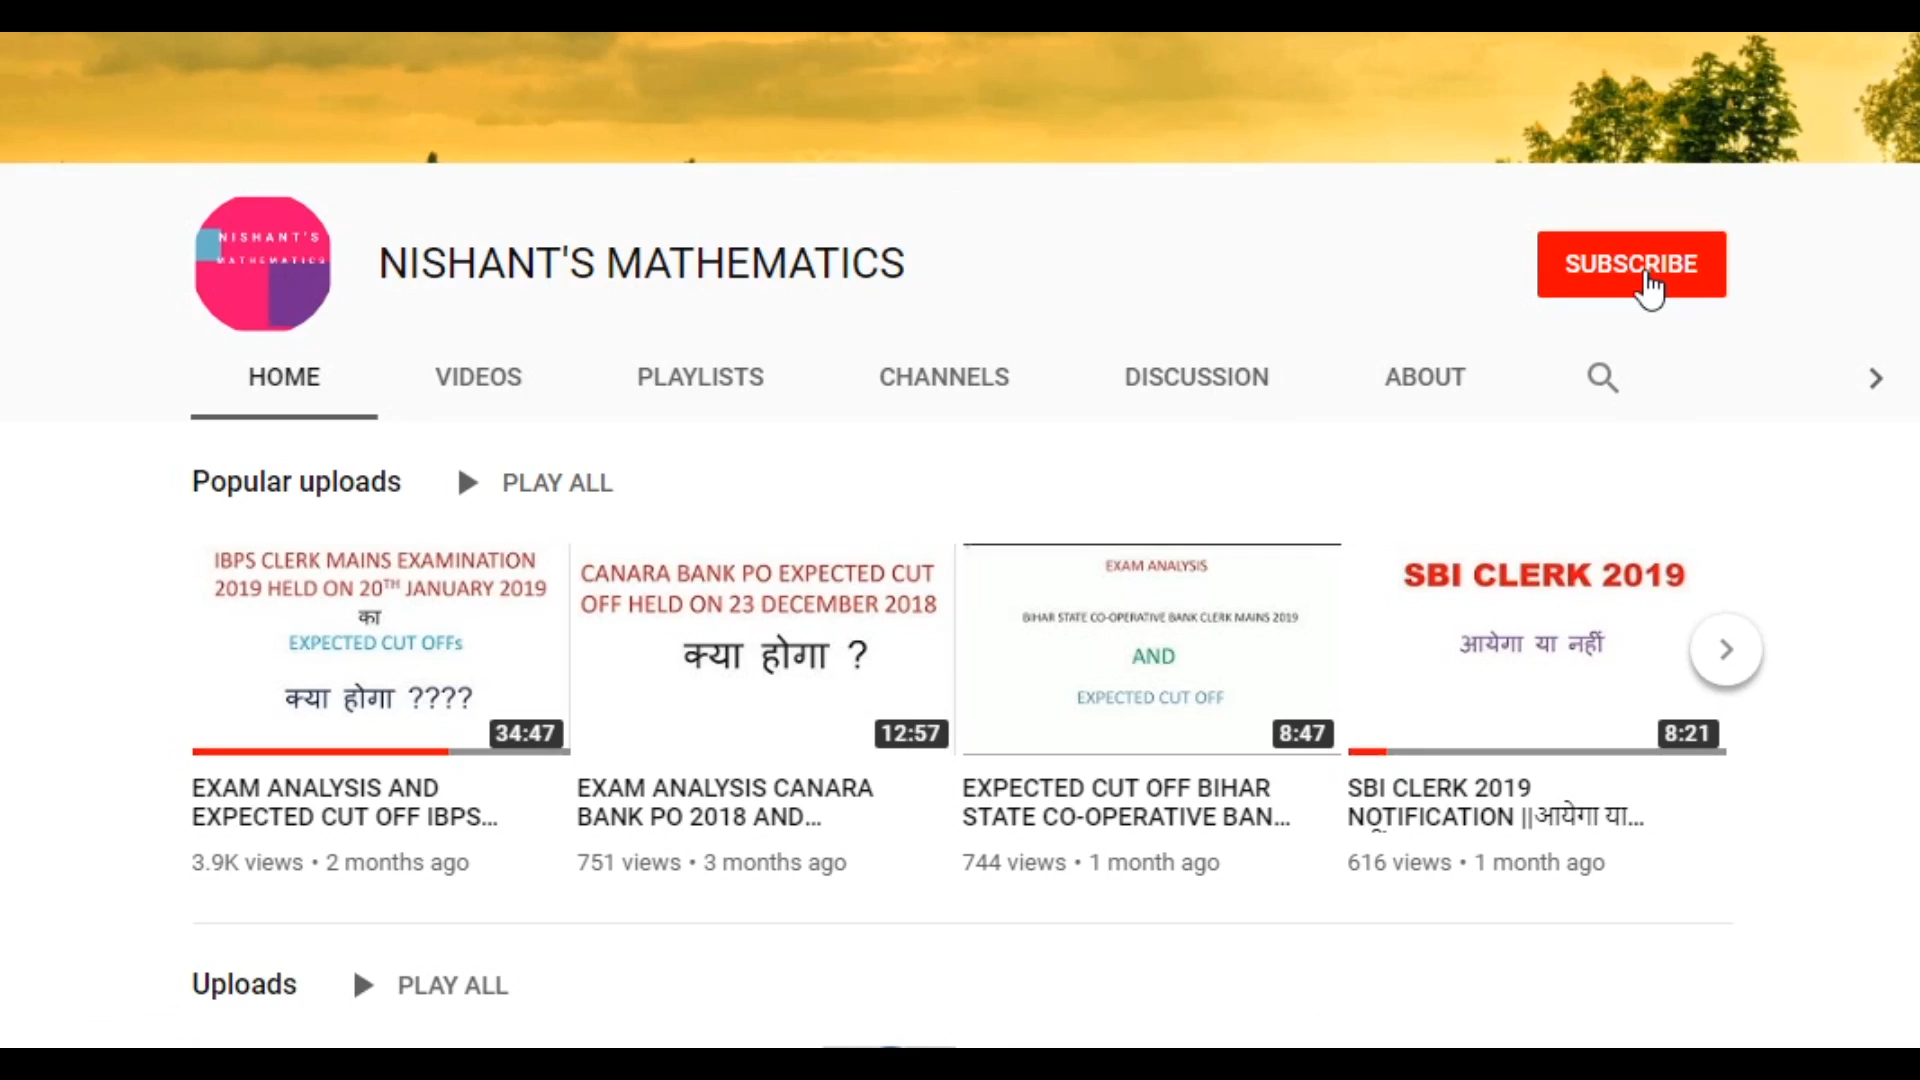 NISHANT'S
MATHEMATICS
NISHANT'S MATHEMATICS
SUBSCRIBE
HOME
VIDEOS
PLAYLISTS
CHANNELS
DISCUSSION
ABOUT
Popular uploads
PLAY ALL
IBPS CLERK MAINS EXAMINATION
2019 HELD ON 20TH JANUARY 2019
का
EXPECTED CUT OFFs
क्या होगा ????
34:47
EXAM ANALYSIS AND
EXPECTED CUT OFF IBPS...
3.9K views • 2 months ago
CANARA BANK PO EXPECTED CUT
OFF HELD ON 23 DECEMBER 2018
क्या होगा ?
12:57
EXAM ANALYSIS CANARA
BANK PO 2018 AND...
751 views • 3 months ago
EXAM ANALYSIS
BIHAR STATE CO-OPERATIVE BANK CLERK MAINS 2019
AND
EXPECTED CUT OFF
8:47
EXPECTED CUT OFF BIHAR
STATE CO-OPERATIVE BAN...
744 views • 1 month ago
SBI CLERK 2019
आयेगा या नहीं
8:21
SBI CLERK 2019
NOTIFICATION ||आयेगा या...
616 views • 1 month ago
Uploads
PLAY ALL